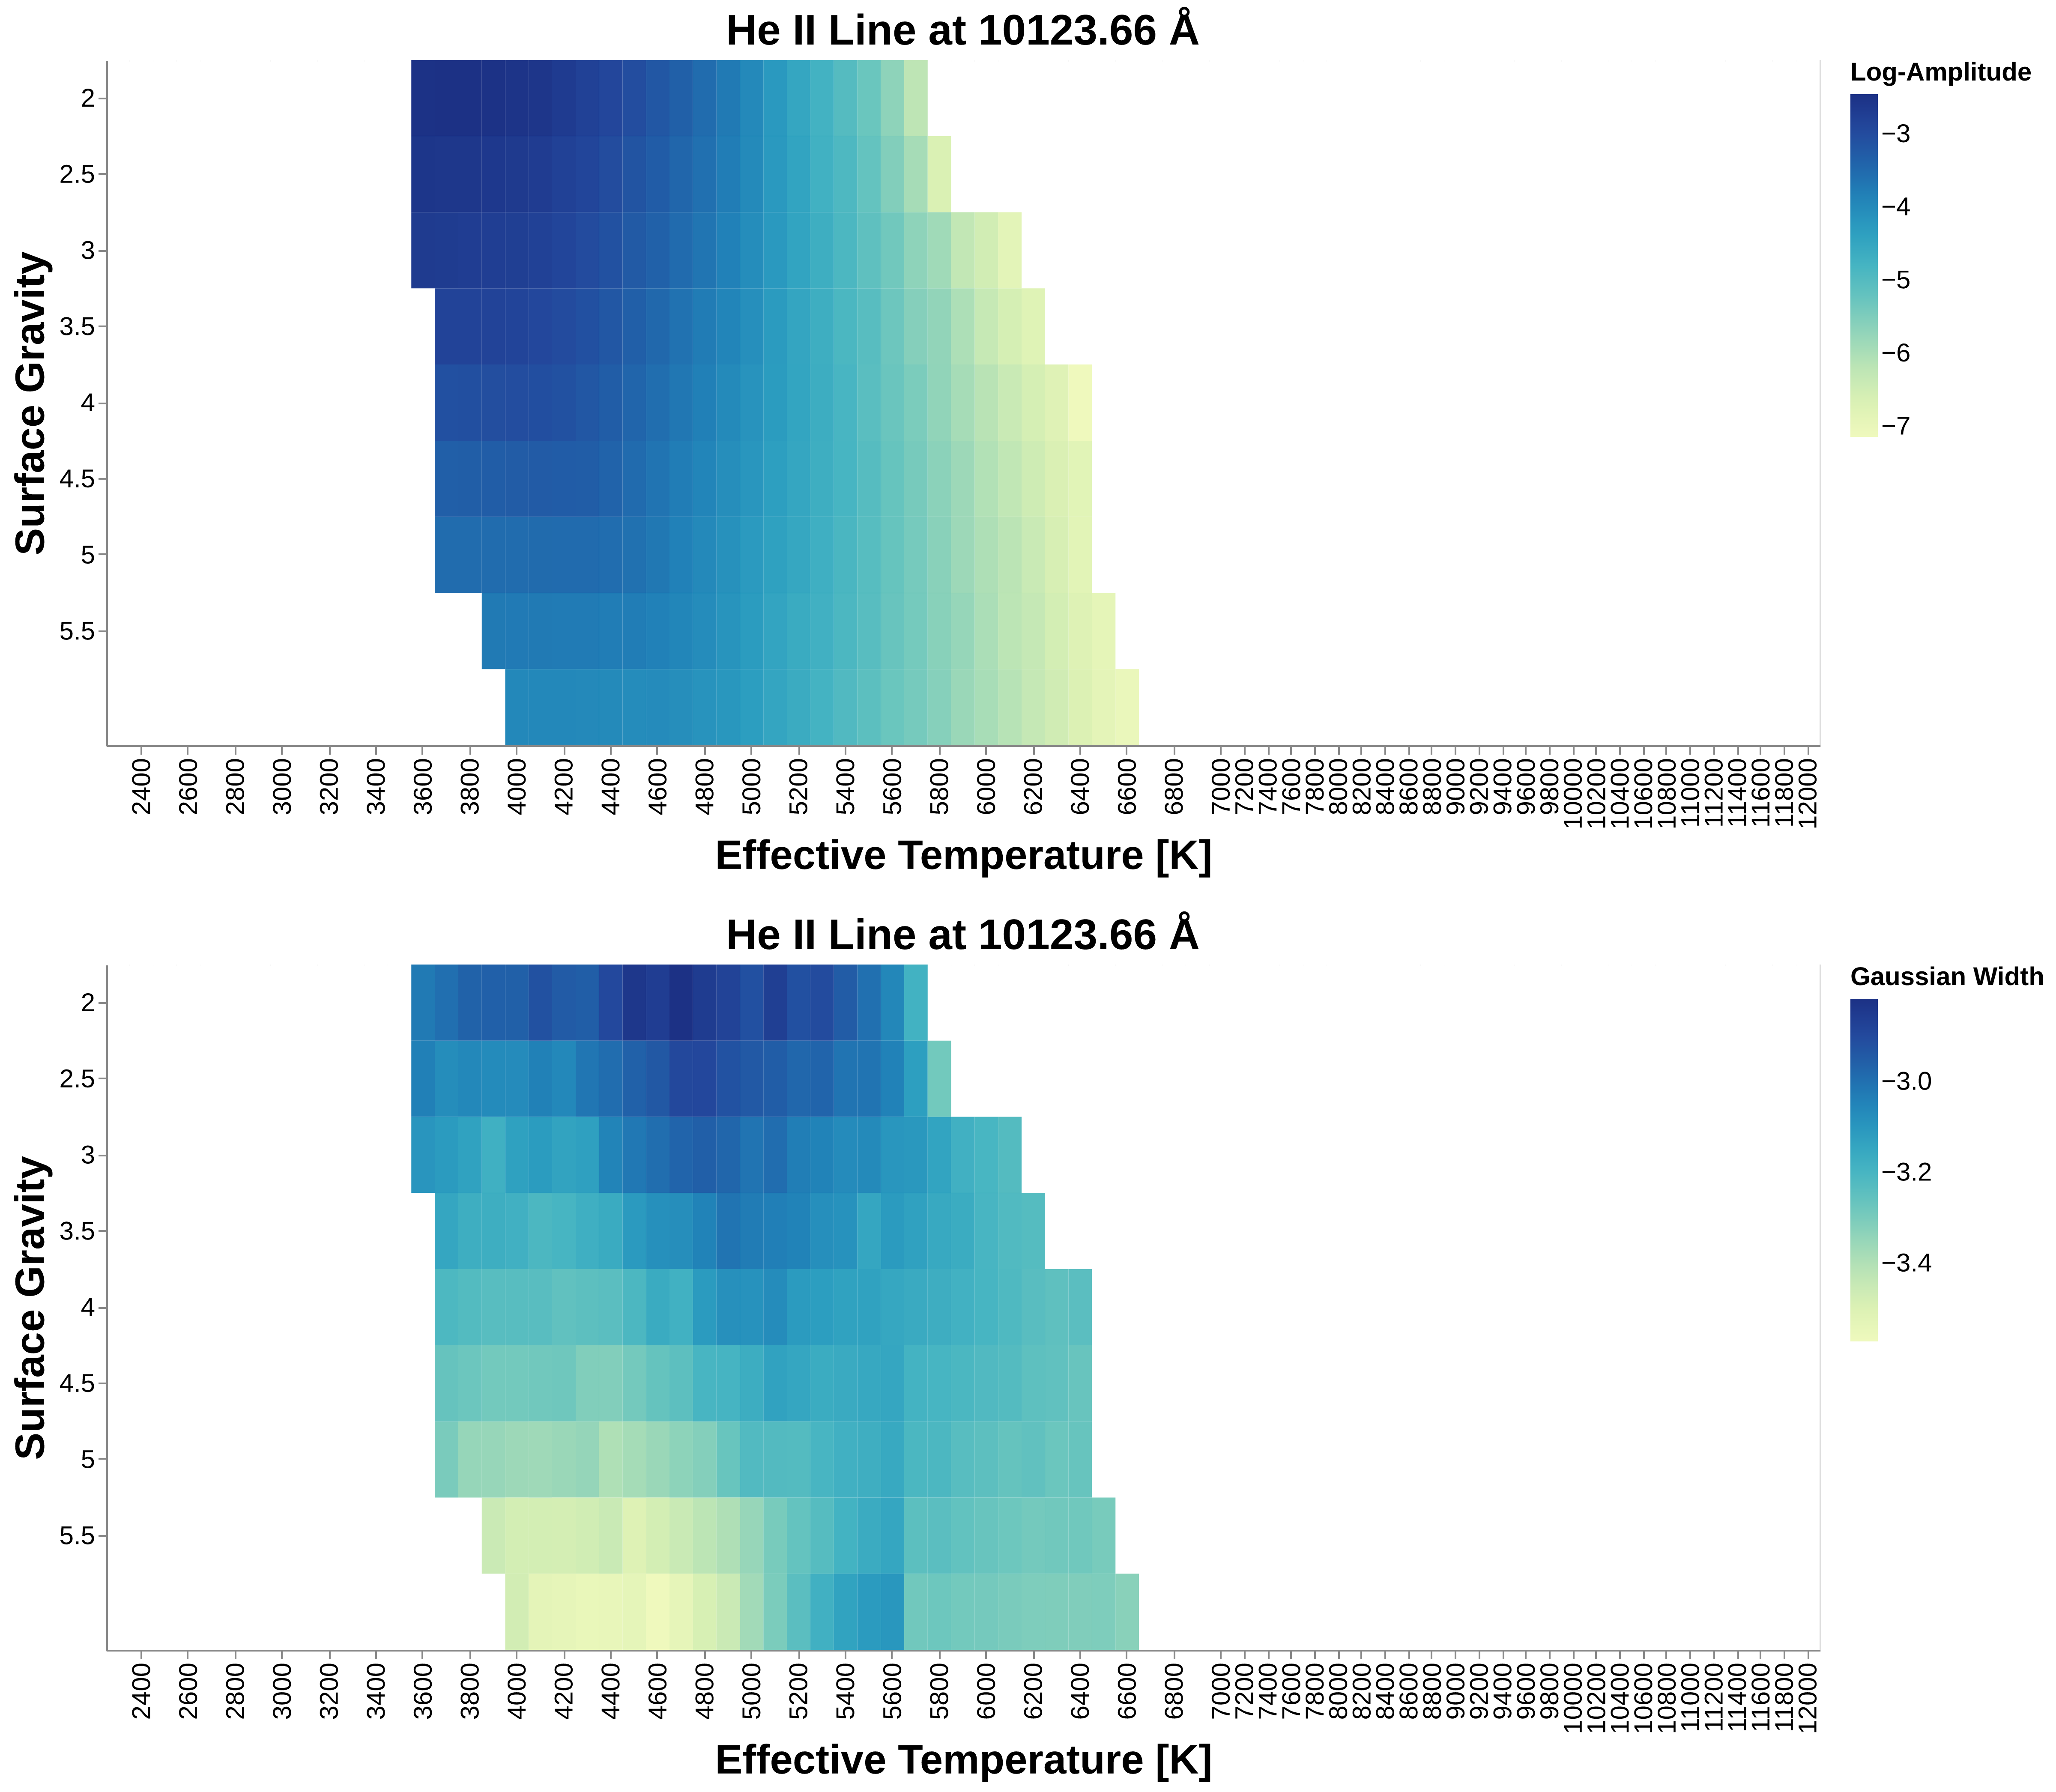 He II Line at 10123.66 Å
Log-Amplitude
−3
−4
−5
−6
−7
Surface Gravity
2
2.5
3
3.5
4
4.5
5
5.5
2400 2600 2800 3000 3200 3400 3600 3800 4000 4200 4400 4600 4800 5000 5200 5400 5600 5800 6000 6200 6400 6600 6800 7000 7200 7400 7600 7800 8000 8200 8400 8600 8800 9000 9200 9400 9600 9800 10000 10200 10400 10600 10800 11000 11200 11400 11600 11800 12000
Effective Temperature [K]
He II Line at 10123.66 Å
Gaussian Width
−3.0
−3.2
−3.4
Surface Gravity
2
2.5
3
3.5
4
4.5
5
5.5
2400 2600 2800 3000 3200 3400 3600 3800 4000 4200 4400 4600 4800 5000 5200 5400 5600 5800 6000 6200 6400 6600 6800 7000 7200 7400 7600 7800 8000 8200 8400 8600 8800 9000 9200 9400 9600 9800 10000 10200 10400 10600 10800 11000 11200 11400 11600 11800 12000
Effective Temperature [K]